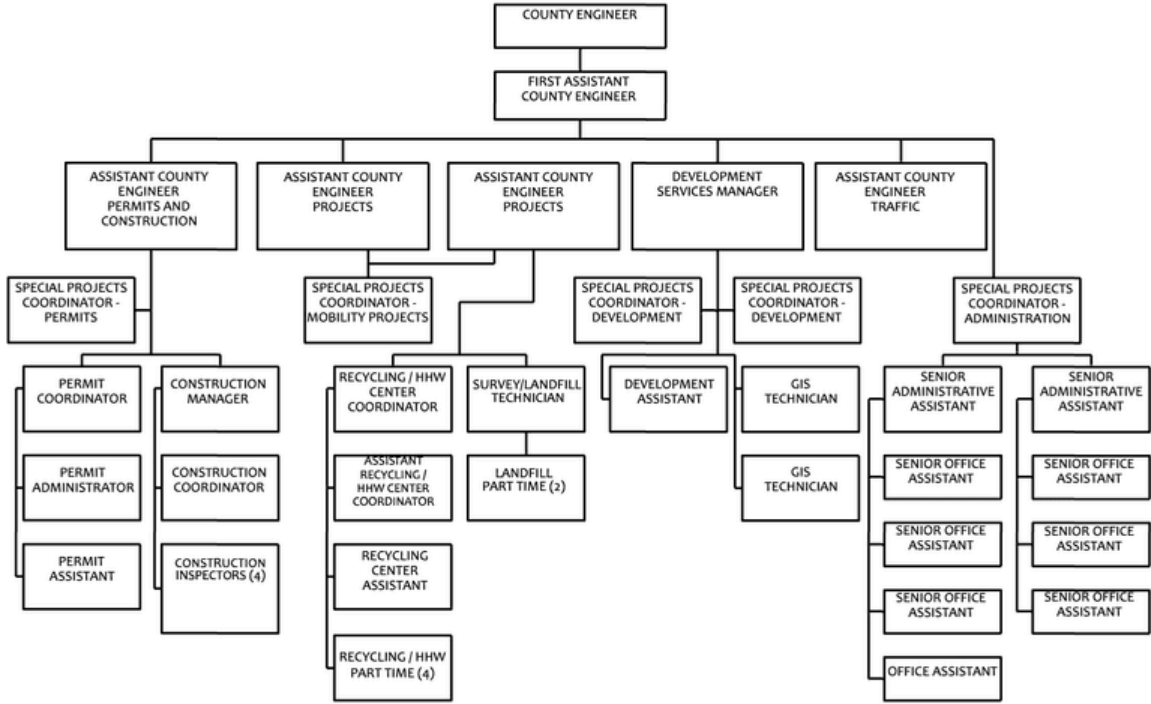 COUNTY ENGINEER
FIRST ASSISTANT
COUNTY ENGINEER
ASSISTANT COUNTY
ENGINEER
PERMITS AND
CONSTRUCTION
ASSISTANT COUNTY
ENGINEER
PROJECTS
ASSISTANT COUNTY
ENGINEER
PROJECTS
DEVELOPMENT
SERVICES MANAGER
ASSISTANT COUNTY
ENGINEER
TRAFFIC
SPECIAL PROJECTS
COORDINATOR -
PERMITS
SPECIAL PROJECTS
COORDINATOR -
MOBILITY PROJECTS
SPECIAL PROJECTS
COORDINATOR -
DEVELOPMENT
SPECIAL PROJECTS
COORDINATOR -
DEVELOPMENT
SPECIAL PROJECTS
COORDINATOR -
ADMINISTRATION
PERMIT
COORDINATOR
CONSTRUCTION
MANAGER
RECYCLING / HHW
CENTER
COORDINATOR
SURVEY/LANDFILL
TECHNICIAN
DEVELOPMENT
ASSISTANT
GIS
TECHNICIAN
SENIOR
ADMINISTRATIVE
ASSISTANT
SENIOR
ADMINISTRATIVE
ASSISTANT
PERMIT
ADMINISTRATOR
CONSTRUCTION
COORDINATOR
ASSISTANT
RECYCLING /
HHW CENTER
COORDINATOR
LANDFILL
PART TIME (2)
GIS
TECHNICIAN
SENIOR OFFICE
ASSISTANT
SENIOR OFFICE
ASSISTANT
PERMIT
ASSISTANT
CONSTRUCTION
INSPECTORS (4)
RECYCLING
CENTER
ASSISTANT
SENIOR OFFICE
ASSISTANT
SENIOR OFFICE
ASSISTANT
SENIOR OFFICE
ASSISTANT
SENIOR OFFICE
ASSISTANT
RECYCLING / HHW
PART TIME (4)
OFFICE ASSISTANT